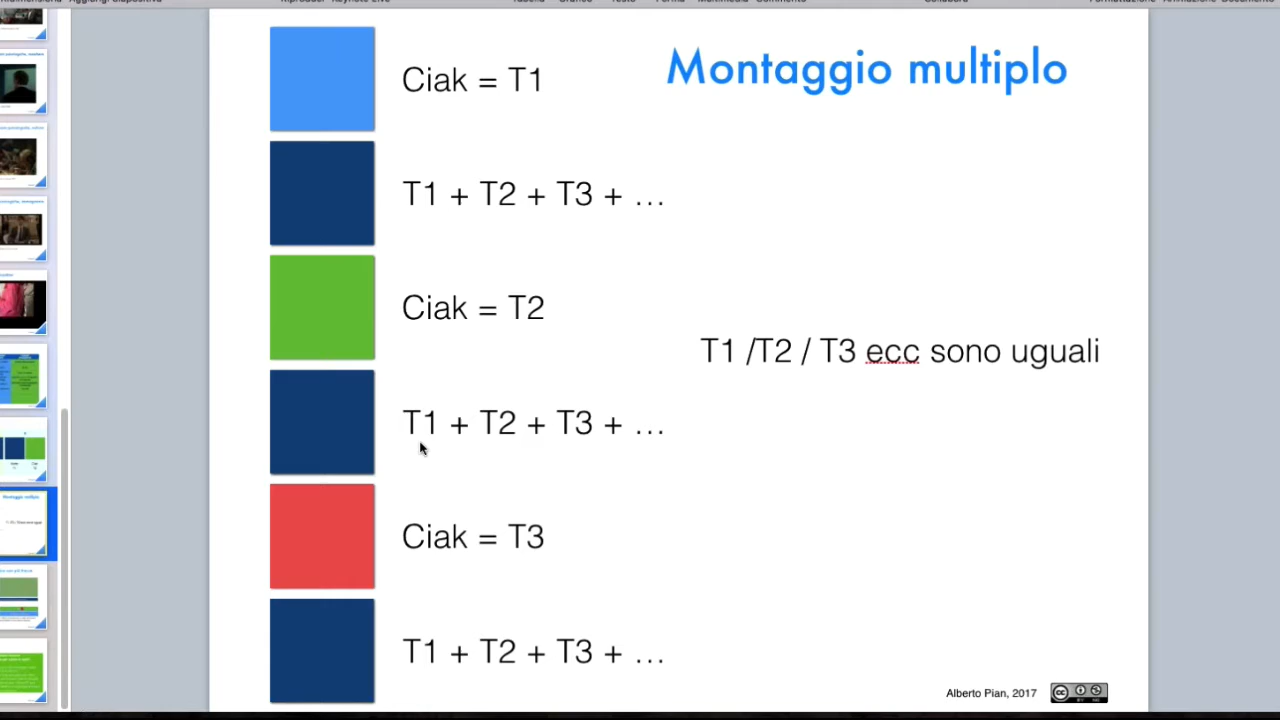 Montaggio multiplo
Ciak = T1
T1 + T2 + T3 + ...
Ciak = T2
T1 /T2 / T3 ecc sono uguali
T1 + T2 + T3 + ...
Ciak = T3
T1 + T2 + T3 + ...
Alberto Pian, 2017